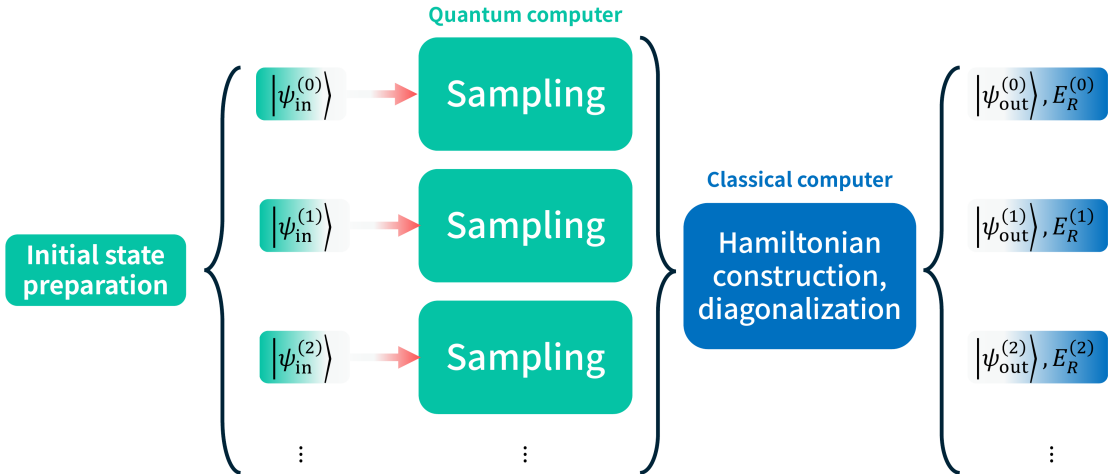 Quantum computer
|ψ_in^(0)⟩
Sampling
|ψ_out^(0)⟩, E_R^(0)
Classical computer
|ψ_in^(1)⟩
Sampling
|ψ_out^(1)⟩, E_R^(1)
Initial state
preparation
Hamiltonian
construction,
diagonalization
|ψ_in^(2)⟩
Sampling
|ψ_out^(2)⟩, E_R^(2)
⋮
⋮
⋮